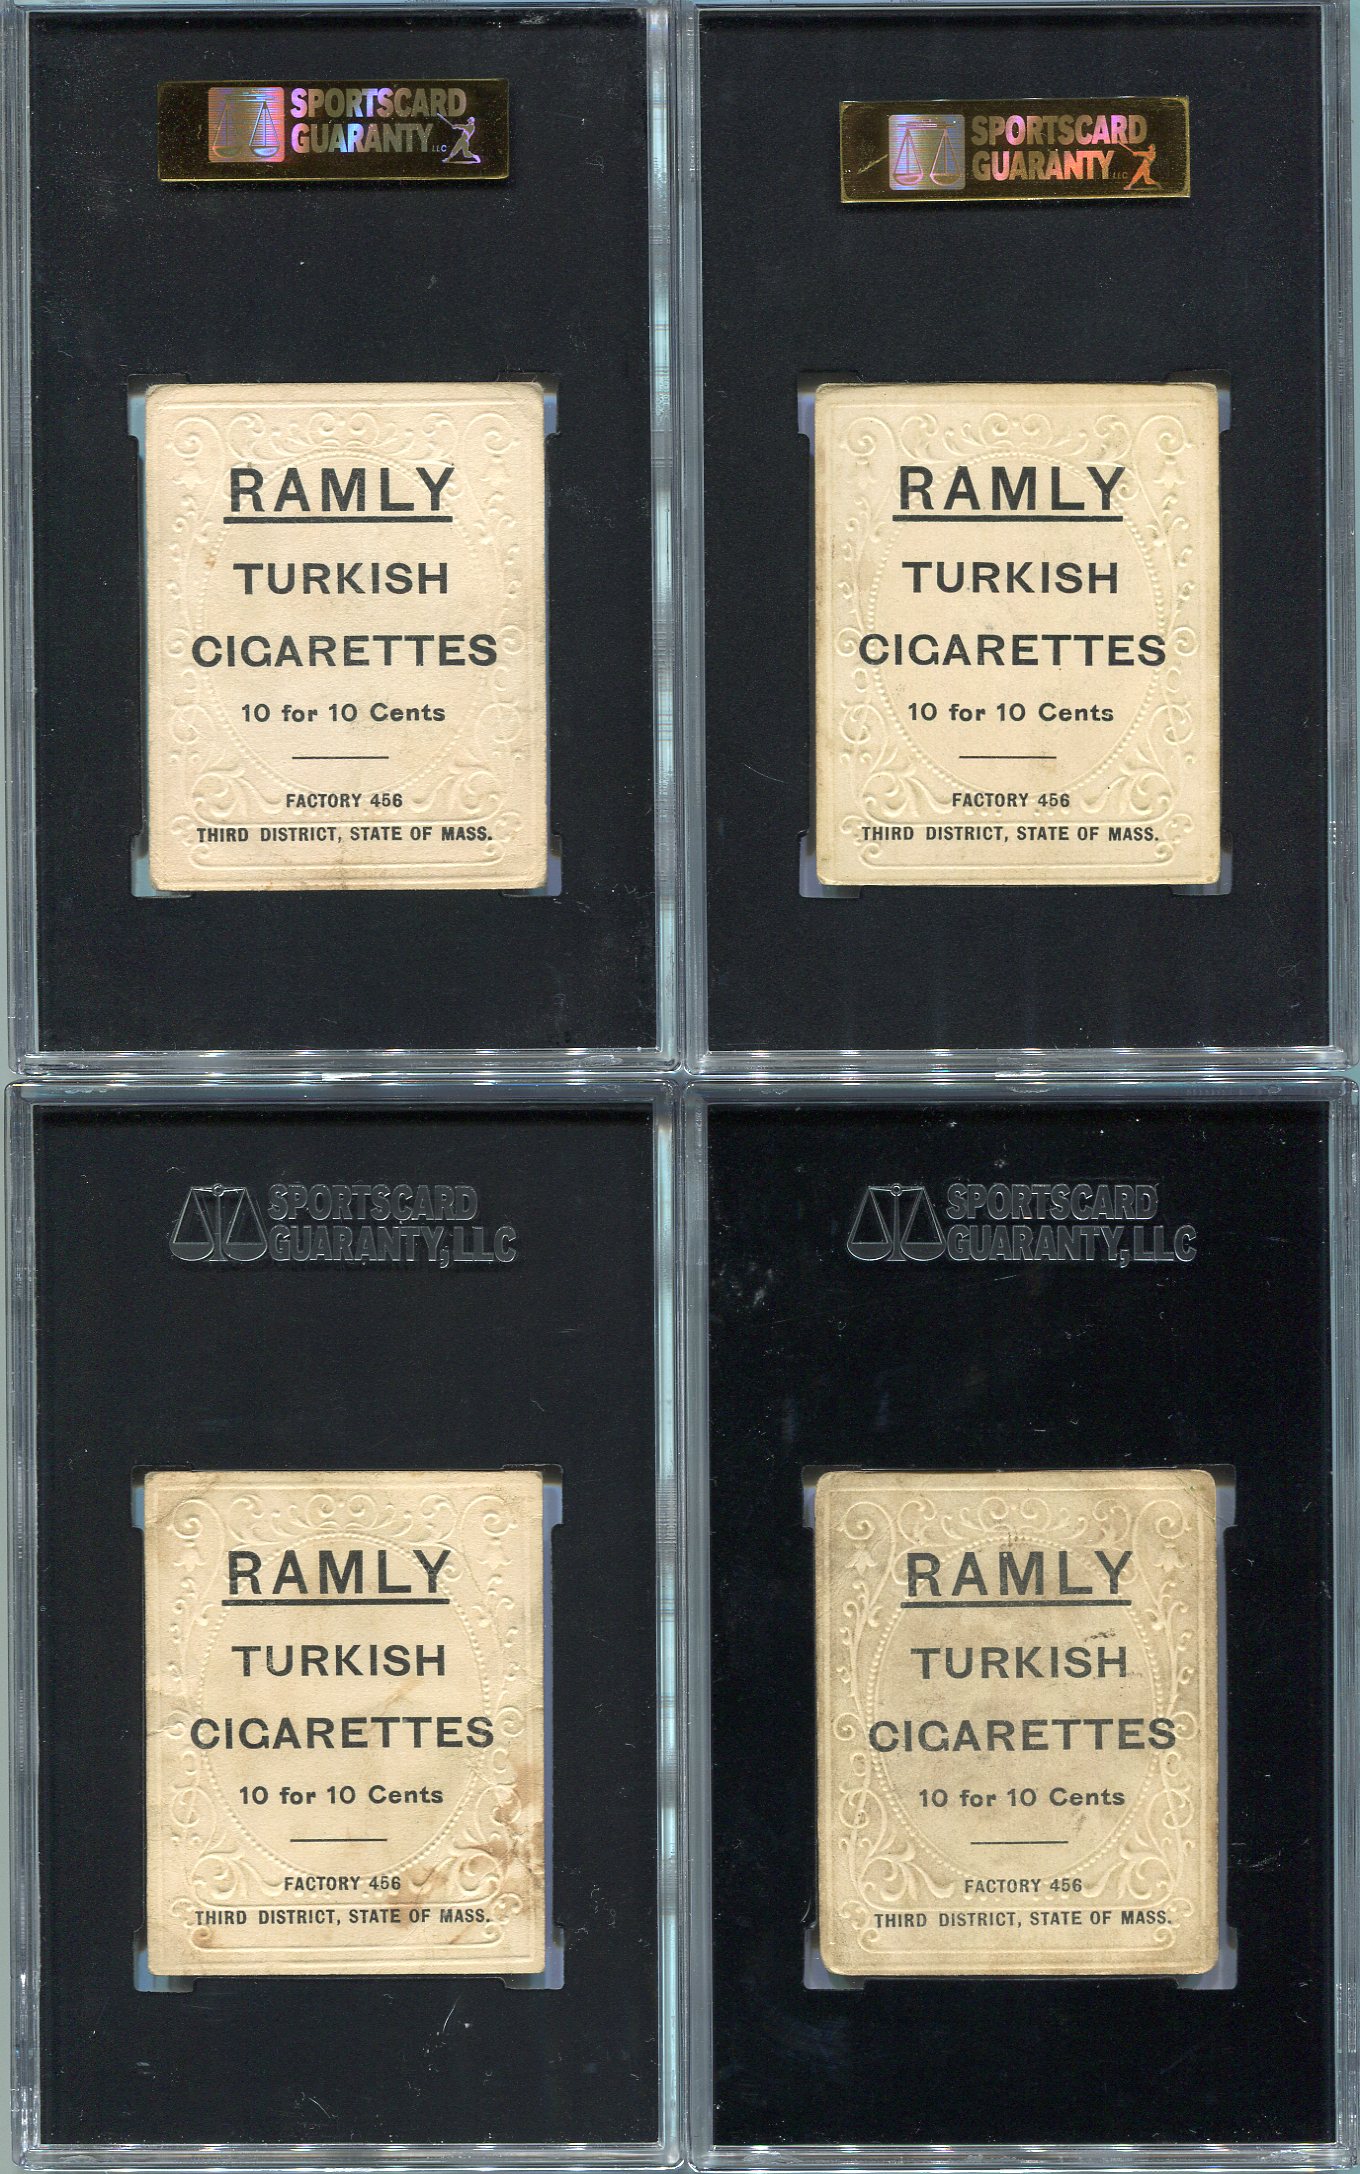 SPORTSCARD
GUARANTY LLC
RAMLY
TURKISH
CIGARETTES
10 for 10 Cents
FACTORY 456
THIRD DISTRICT, STATE OF MASS.
SPORTSCARD
GUARANTY LLC
RAMLY
TURKISH
CIGARETTES
10 for 10 Cents
FACTORY 456
THIRD DISTRICT, STATE OF MASS.
SPORTSCARD
GUARANTY, LLC
RAMLY
TURKISH
CIGARETTES
10 for 10 Cents
FACTORY 456
THIRD DISTRICT, STATE OF MASS.
SPORTSCARD
GUARANTY, LLC
RAMLY
TURKISH
CIGARETTES
10 for 10 Cents
FACTORY 456
THIRD DISTRICT, STATE OF MASS.